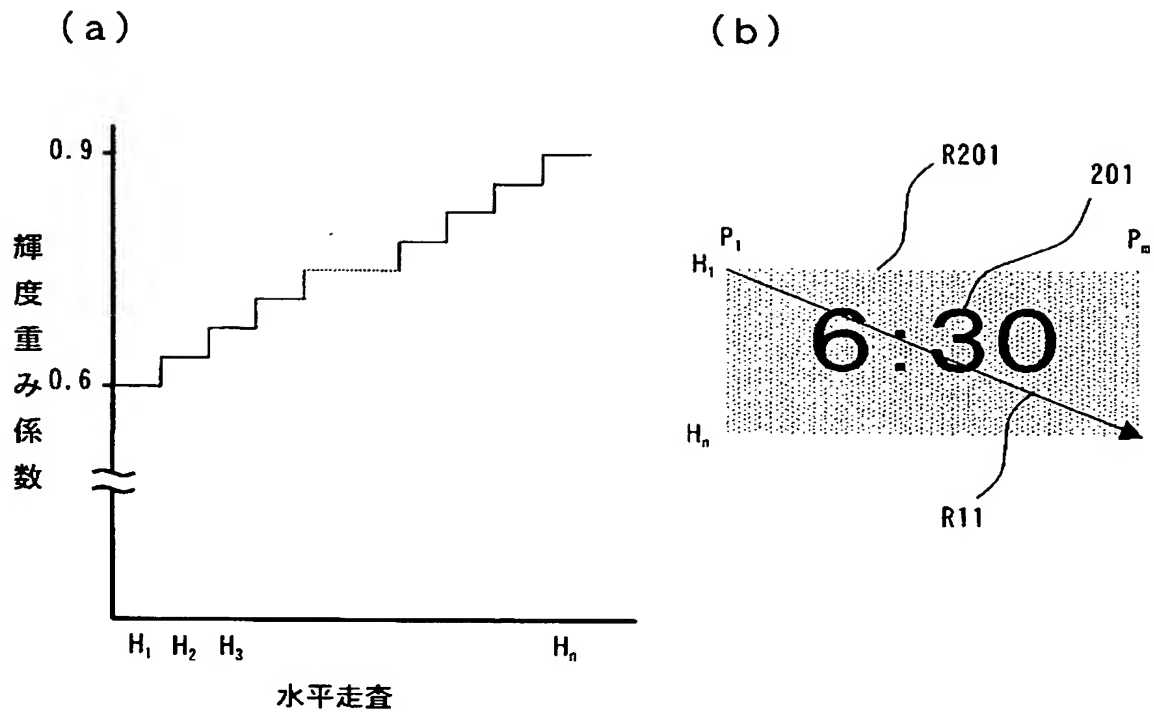 (a)
0.9
0.6
輝度重み係数
H₁ H₂ H₃ Hₙ
水平走査
(b)
R201
201
P₁ Pₘ
H₁
6:30
Hₙ
R11